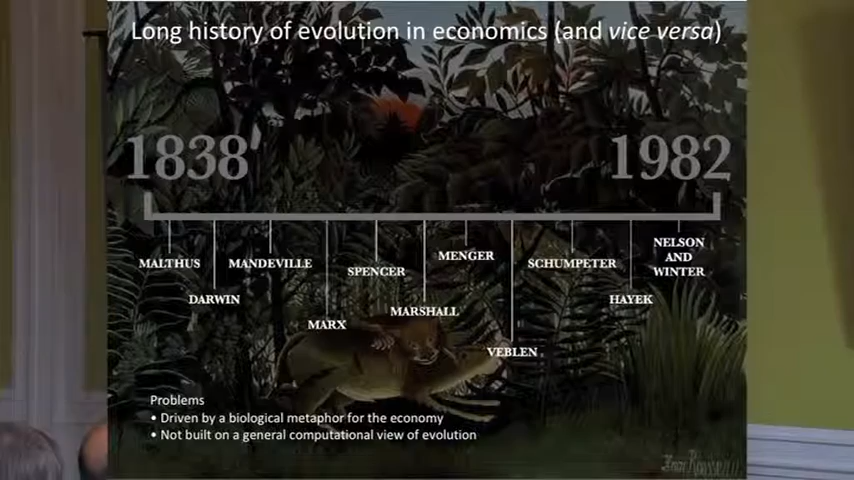 Long history of evolution in economics (and vice versa)
1838
1982
MALTHUS
DARWIN
MANDEVILLE
MARX
SPENCER
MARSHALL
MENGER
VEBLEN
SCHUMPETER
HAYEK
NELSON
AND
WINTER
Problems
• Driven by a biological metaphor for the economy
• Not built on a general computational view of evolution